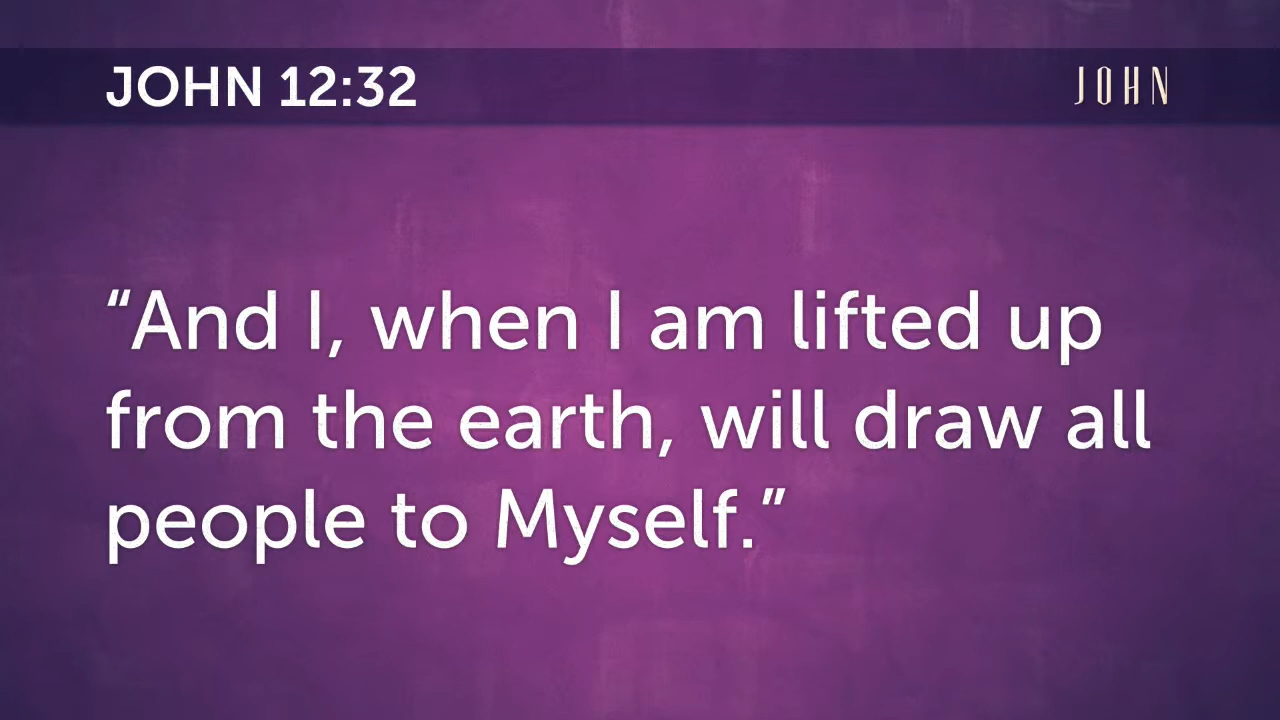 JOHN 12:32
JOHN
“And I, when I am lifted up
from the earth, will draw all
people to Myself.”